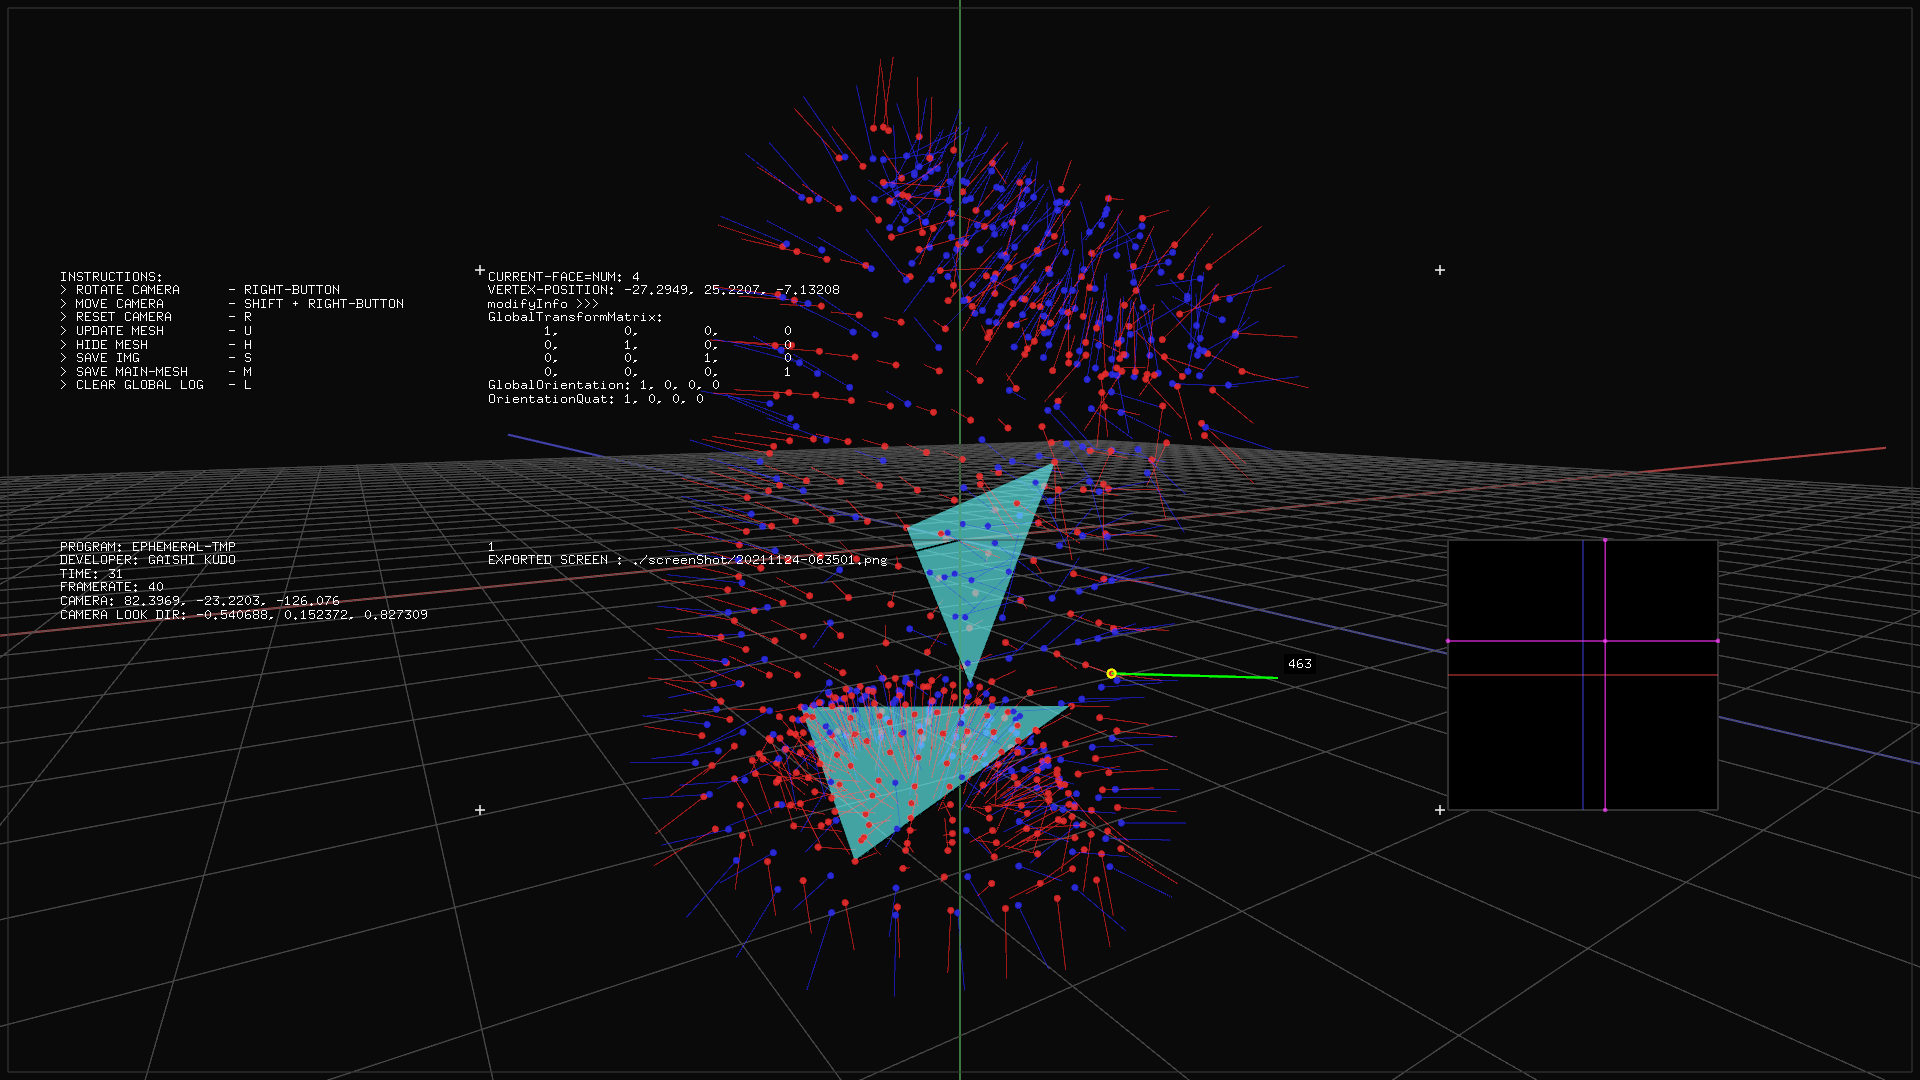 INSTRUCTIONS:
> ROTATE CAMERA - RIGHT-BUTTON
> MOVE CAMERA - SHIFT + RIGHT-BUTTON
> RESET CAMERA - R
> UPDATE MESH - U
> HIDE MESH - H
> SAVE IMG - S
> SAVE MAIN-MESH - M
> CLEAR GLOBAL LOG - L
CURRENT-FACE=NUM: 4
VERTEX-POSITION: -27.2949, 25.2207, -7.13208
modifyInfo >>>
GlobalTransformMatrix:
1, 0, 0, 0
0, 1, 0, 0
0, 0, 1, 0
0, 0, 0, 1
GlobalOrientation: 1, 0, 0, 0
OrientationQuat: 1, 0, 0, 0
PROGRAM: EPHEMERAL-TMP
DEVELOPER: GAISHI KUDO
TIME: 31
FRAMERATE: 40
CAMERA: 82.3969, -23.2203, -126.076
CAMERA LOOK DIR: -0.540688, 0.152372, 0.827309
1
EXPORTED SCREEN : ./screenShot/20211124-063501.png
463